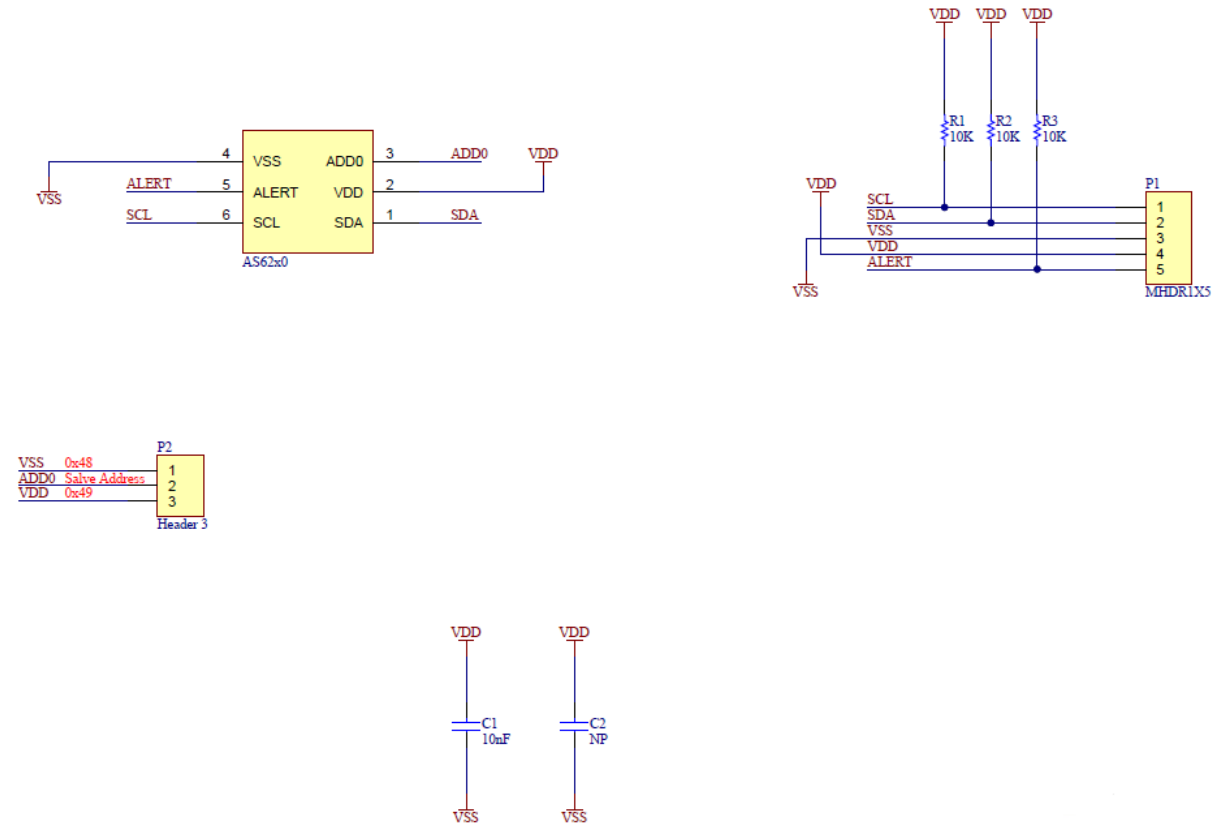 VDD VDD VDD
R1 R2 R3
10K 10K 10K
4 VSS ADD0 3 ADD0 VDD
ALERT 5 ALERT VDD 2
VSS
SCL 6 SCL SDA 1 SDA
AS62x0
VDD P1
SCL 1
SDA 2
VSS 3
VDD 4
ALERT 5
VSS MHDR1X5
P2
VSS 0x48 1
ADD0 Salve Address 2
VDD 0x49 3
Header 3
VDD VDD
C1 C2
10nF NP
VSS VSS